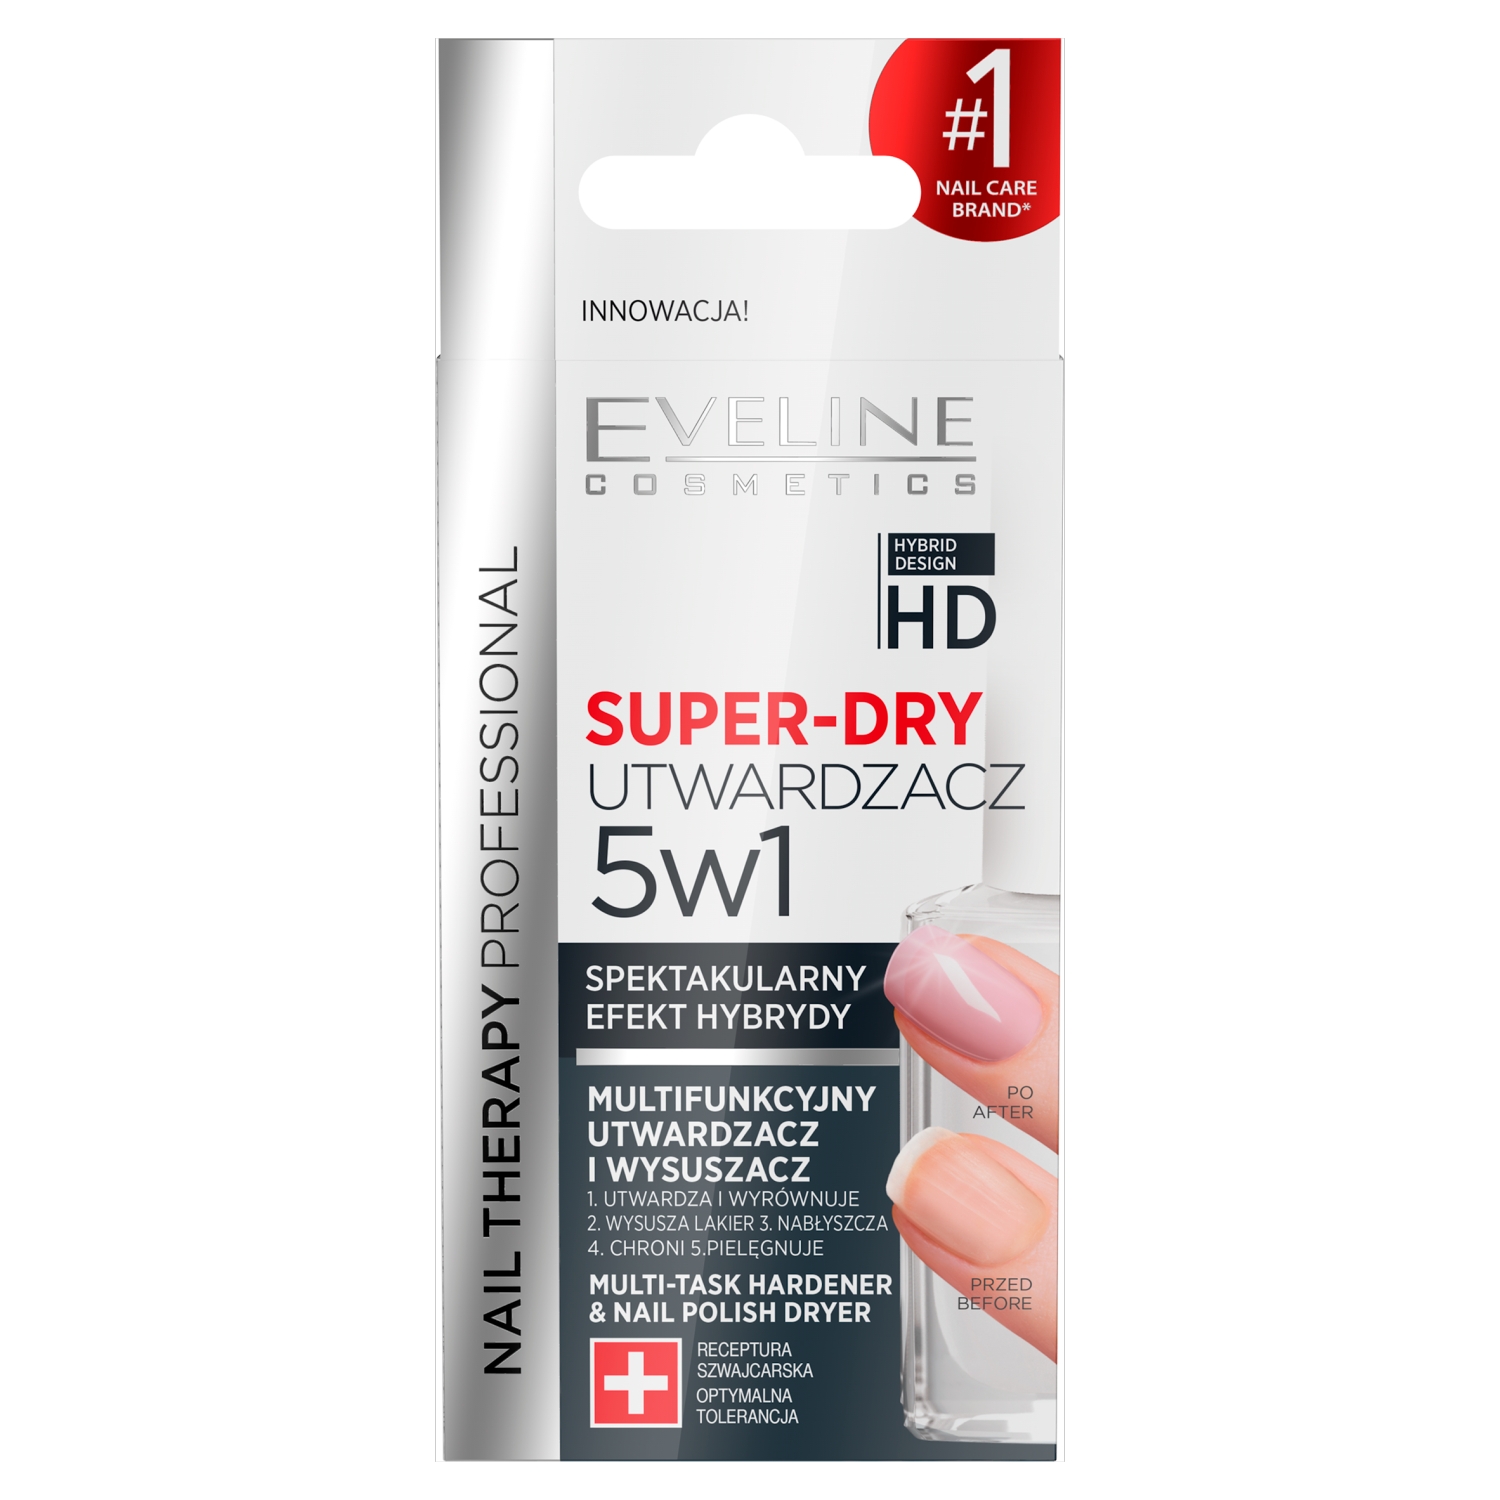 #1
NAIL CARE
BRAND*
INNOWACJA!
EVELINE
COSMETICS
HYBRID
DESIGN
HD
SUPER-DRY
UTWARDZACZ
5w1
SPEKTAKULARNY
EFEKT HYBRYDY
MULTIFUNKCYJNY
UTWARDZACZ
I WYSUSZACZ
1. UTWARDZA I WYRÓWNUJE
2. WYSUSZA LAKIER 3. NABŁYSZCZA
4. CHRONI 5.PIELĘGNUJE
MULTI-TASK HARDENER
& NAIL POLISH DRYER
RECEPTURA
SZWAJCARSKA
OPTYMALNA
TOLERANCJA
PO
AFTER
PRZED
BEFORE
NAIL THERAPY PROFESSIONAL